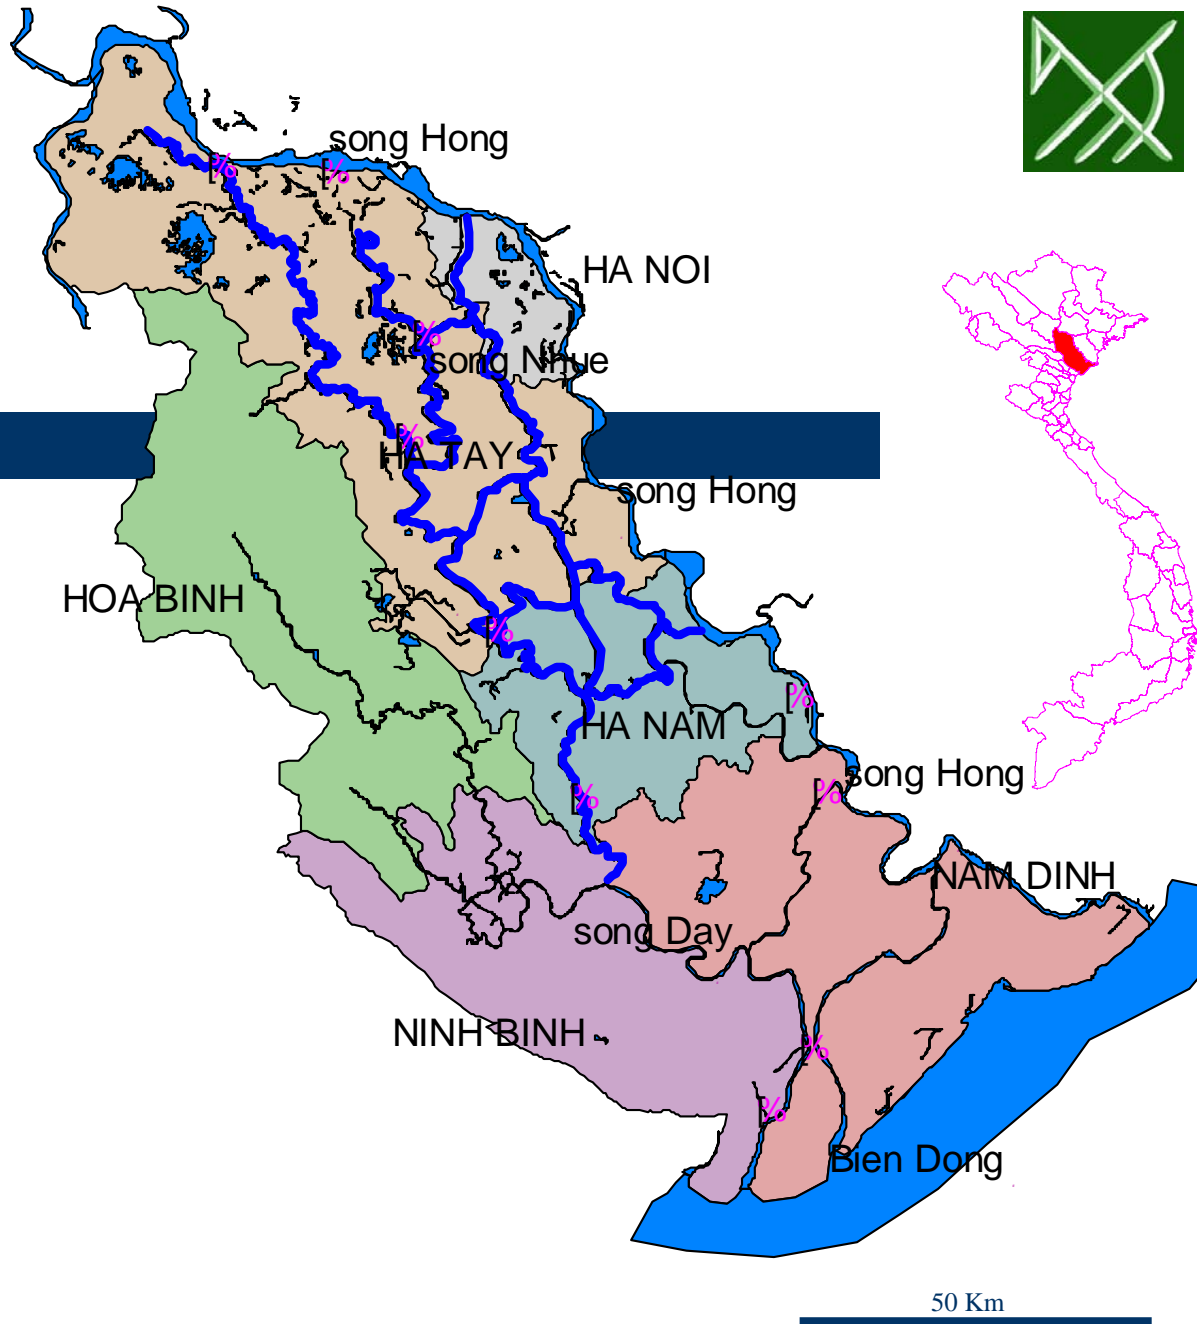 song Hong
[%
[%
HA NOI
[%
song Nhue
[%
HA TAY
song Hong
HOA BINH
[%
[%
HA NAM
song Hong
[%
[%
NAM DINH
song Day
NINH BINH
[%
[%
Bien Dong
50 Km